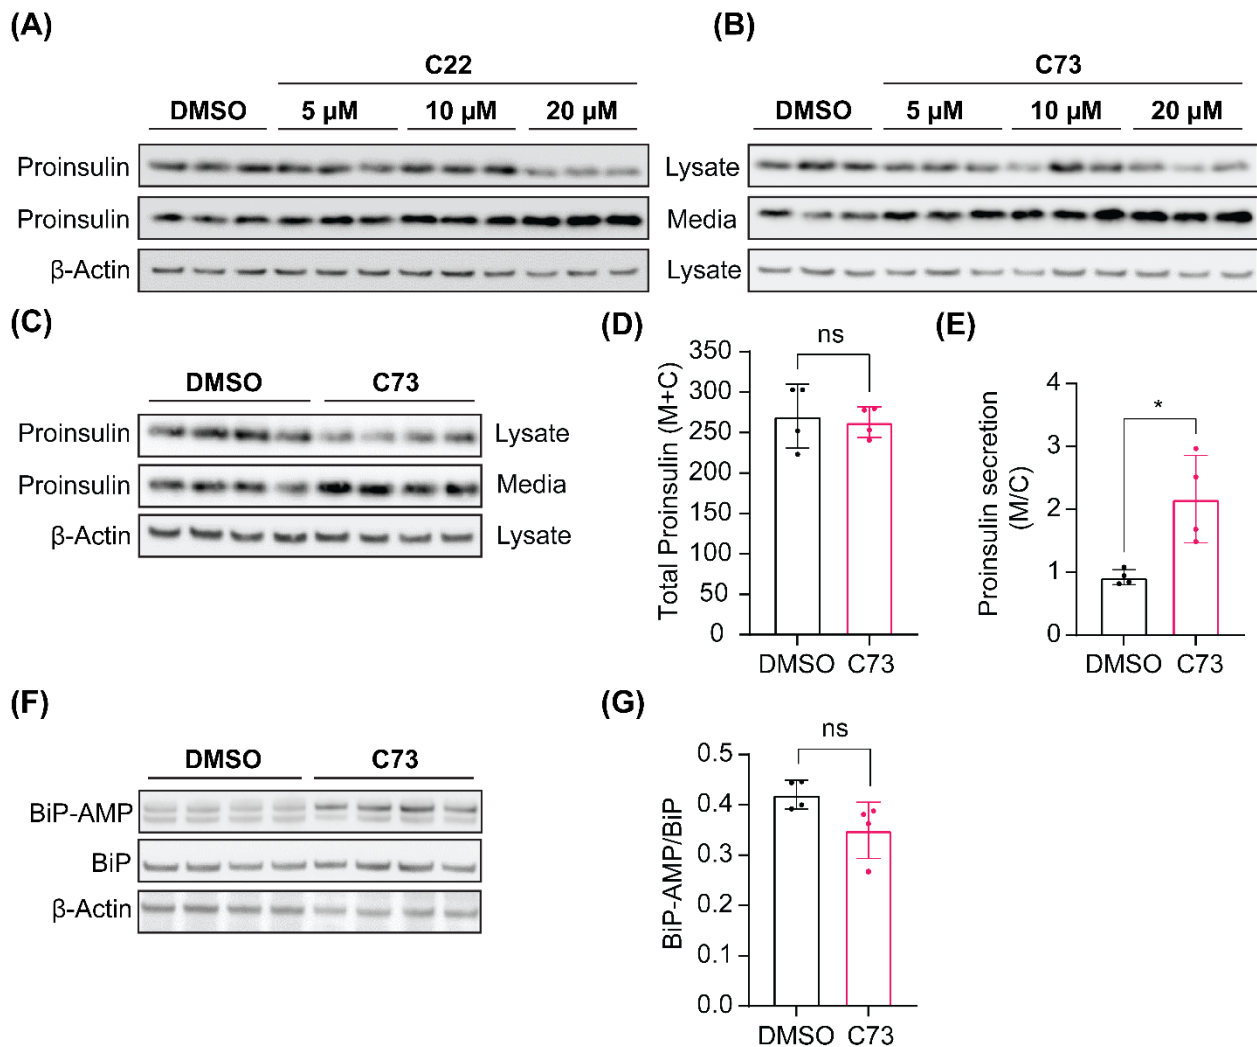 (A)
C22
DMSO 5 µM 10 µM 20 µM
Proinsulin
Proinsulin
β-Actin
(B)
C73
DMSO 5 µM 10 µM 20 µM
Lysate
Media
Lysate
(C)
DMSO C73
Proinsulin Lysate
Proinsulin Media
β-Actin Lysate
(D)
ns
Total Proinsulin (M+C)
350
300
250
200
150
100
50
0
DMSO C73
(E)
*
Proinsulin secretion
(M/C)
4
3
2
1
0
DMSO C73
(F)
DMSO C73
BiP-AMP
BiP
β-Actin
(G)
ns
BiP-AMP/BiP
0.5
0.4
0.3
0.2
0.1
0.0
DMSO C73